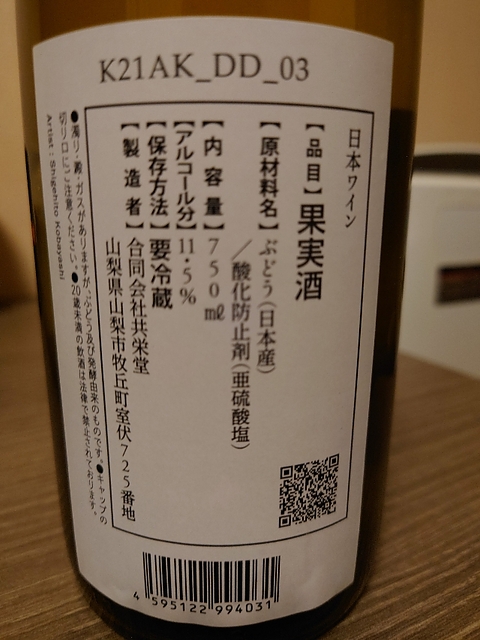 K21AK_DD_03
日本ワイン
【品目】果実酒
【原材料名】ぶどう(日本産)
／酸化防止剤(亜硫酸塩)
【内容量】750ml
【アルコール分】11.5%
【保存方法】要冷蔵
【製造者】合同会社共栄堂
山梨県山梨市牧丘町室伏725番地
●濁り・澱・ガスがありますが、ぶどう及び発酵由来のものです。●キャップの
切り口にご注意ください。●20歳未満の飲酒は法律で禁止されております。
Artist : Shigehito Kobayashi
4 595122 994031